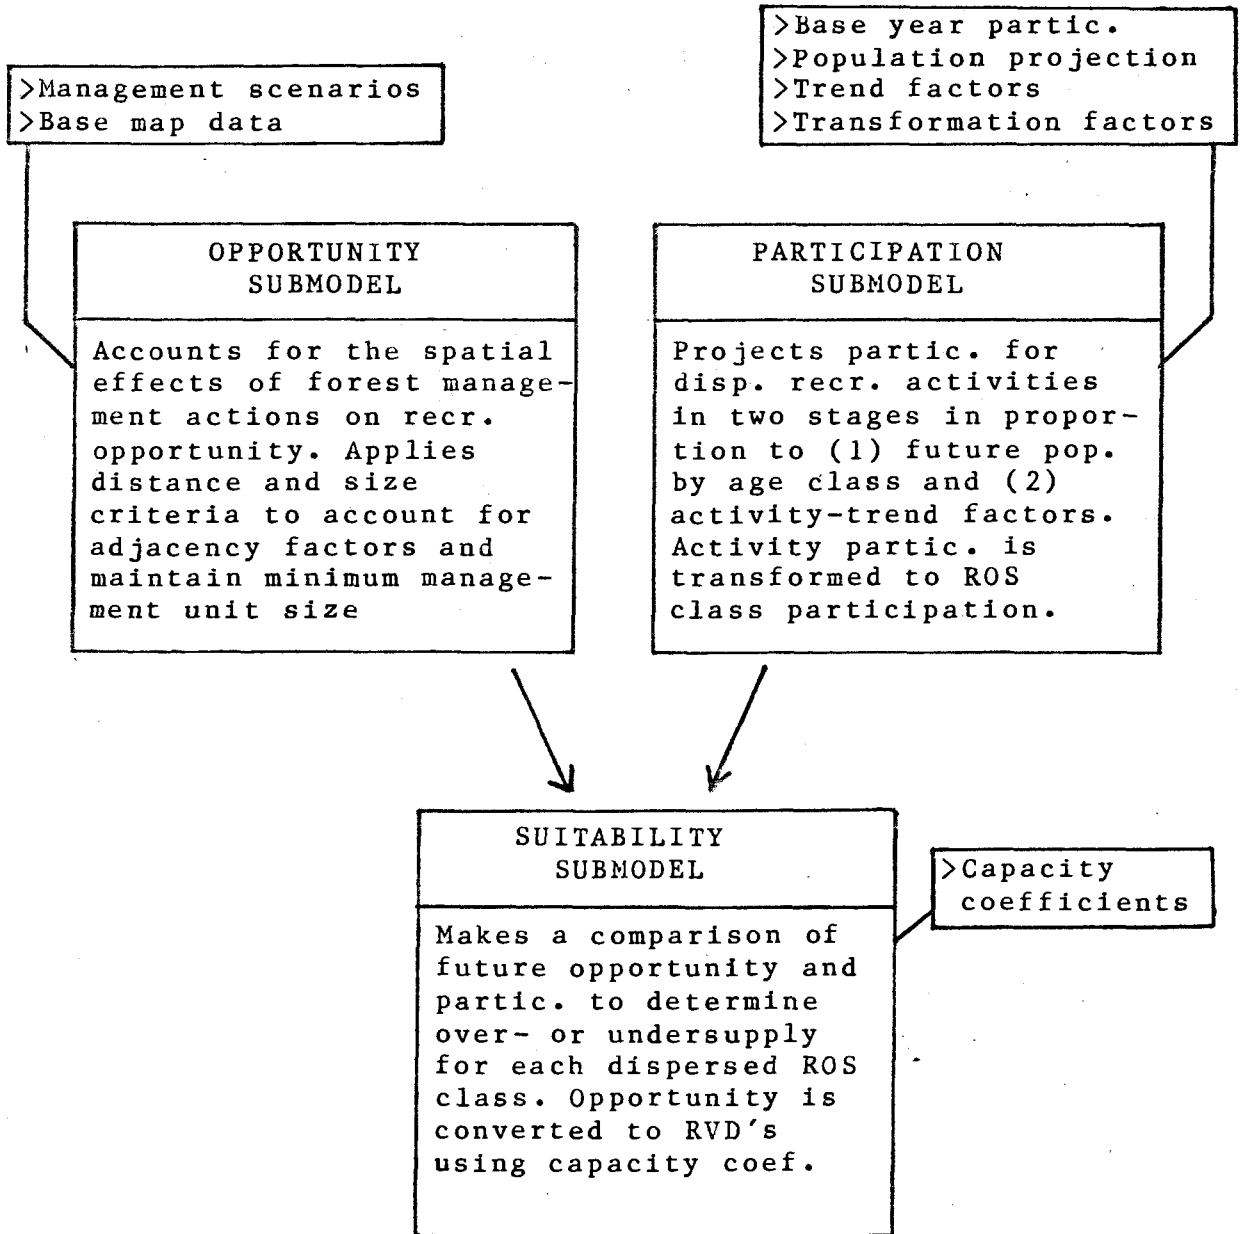 >Management scenarios
>Base map data
>Base year partic.
>Population projection
>Trend factors
>Transformation factors
OPPORTUNITY
SUBMODEL
Accounts for the spatial
effects of forest manage-
ment actions on recr.
opportunity. Applies
distance and size
criteria to account for
adjacency factors and
maintain minimum manage-
ment unit size
PARTICIPATION
SUBMODEL
Projects partic. for
disp. recr. activities
in two stages in propor-
tion to (1) future pop.
by age class and (2)
activity-trend factors.
Activity partic. is
transformed to ROS
class participation.
SUITABILITY
SUBMODEL
Makes a comparison of
future opportunity and
partic. to determine
over- or undersupply
for each dispersed ROS
class. Opportunity is
converted to RVD's
using capacity coef.
>Capacity
coefficients